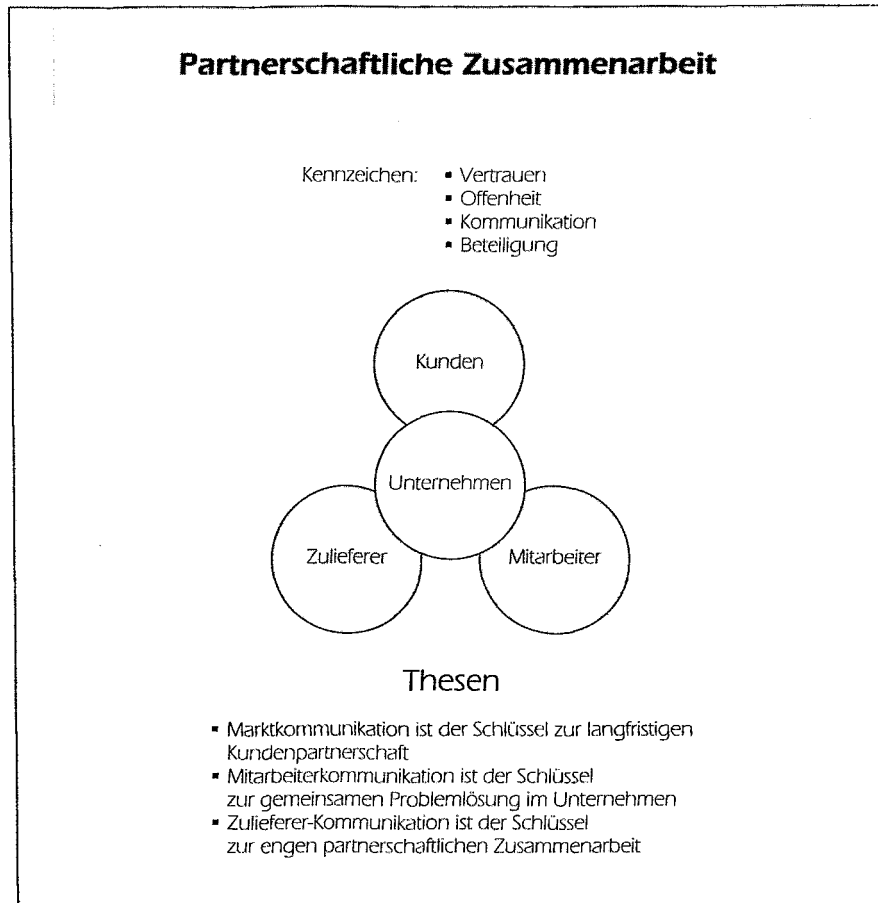 Partnerschaftliche Zusammenarbeit
Kennzeichen: ▪ Vertrauen
▪ Offenheit
▪ Kommunikation
▪ Beteiligung
Kunden
Unternehmen
Zulieferer
Mitarbeiter
Thesen
▪ Marktkommunikation ist der Schlüssel zur langfristigen
Kundenpartnerschaft
▪ Mitarbeiterkommunikation ist der Schlüssel
zur gemeinsamen Problemlösung im Unternehmen
▪ Zulieferer-Kommunikation ist der Schlüssel
zur engen partnerschaftlichen Zusammenarbeit